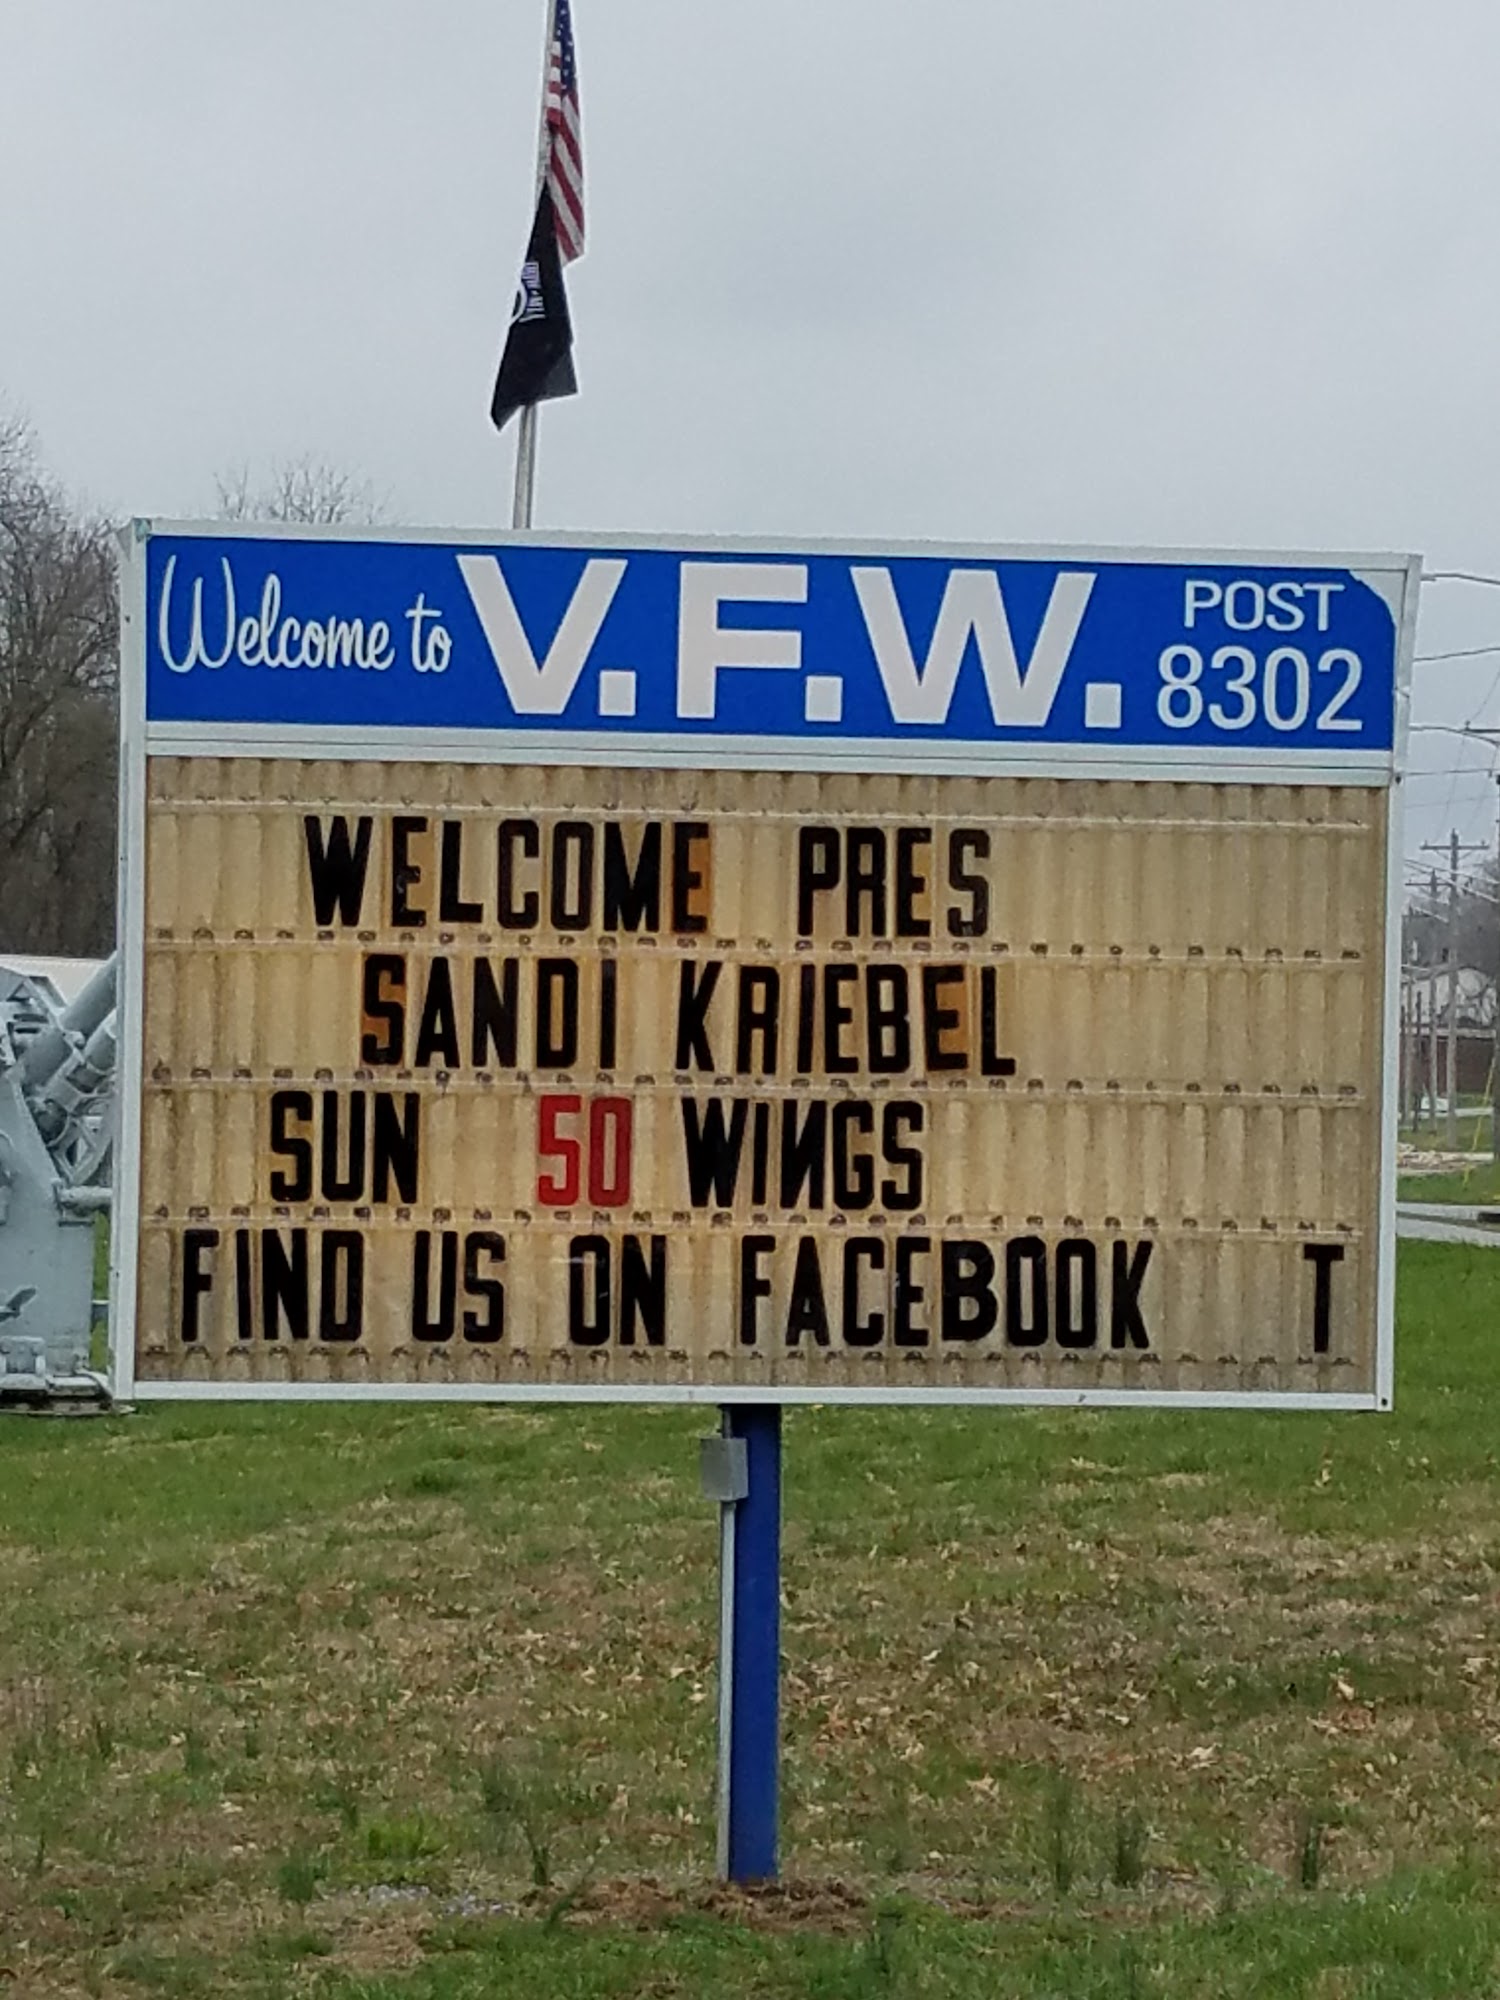 Welcome to V.F.W. POST 8302
WELCOME PRES
SANDI KRIEBEL
SUN 50 WINGS
FIND US ON FACEBOOK T